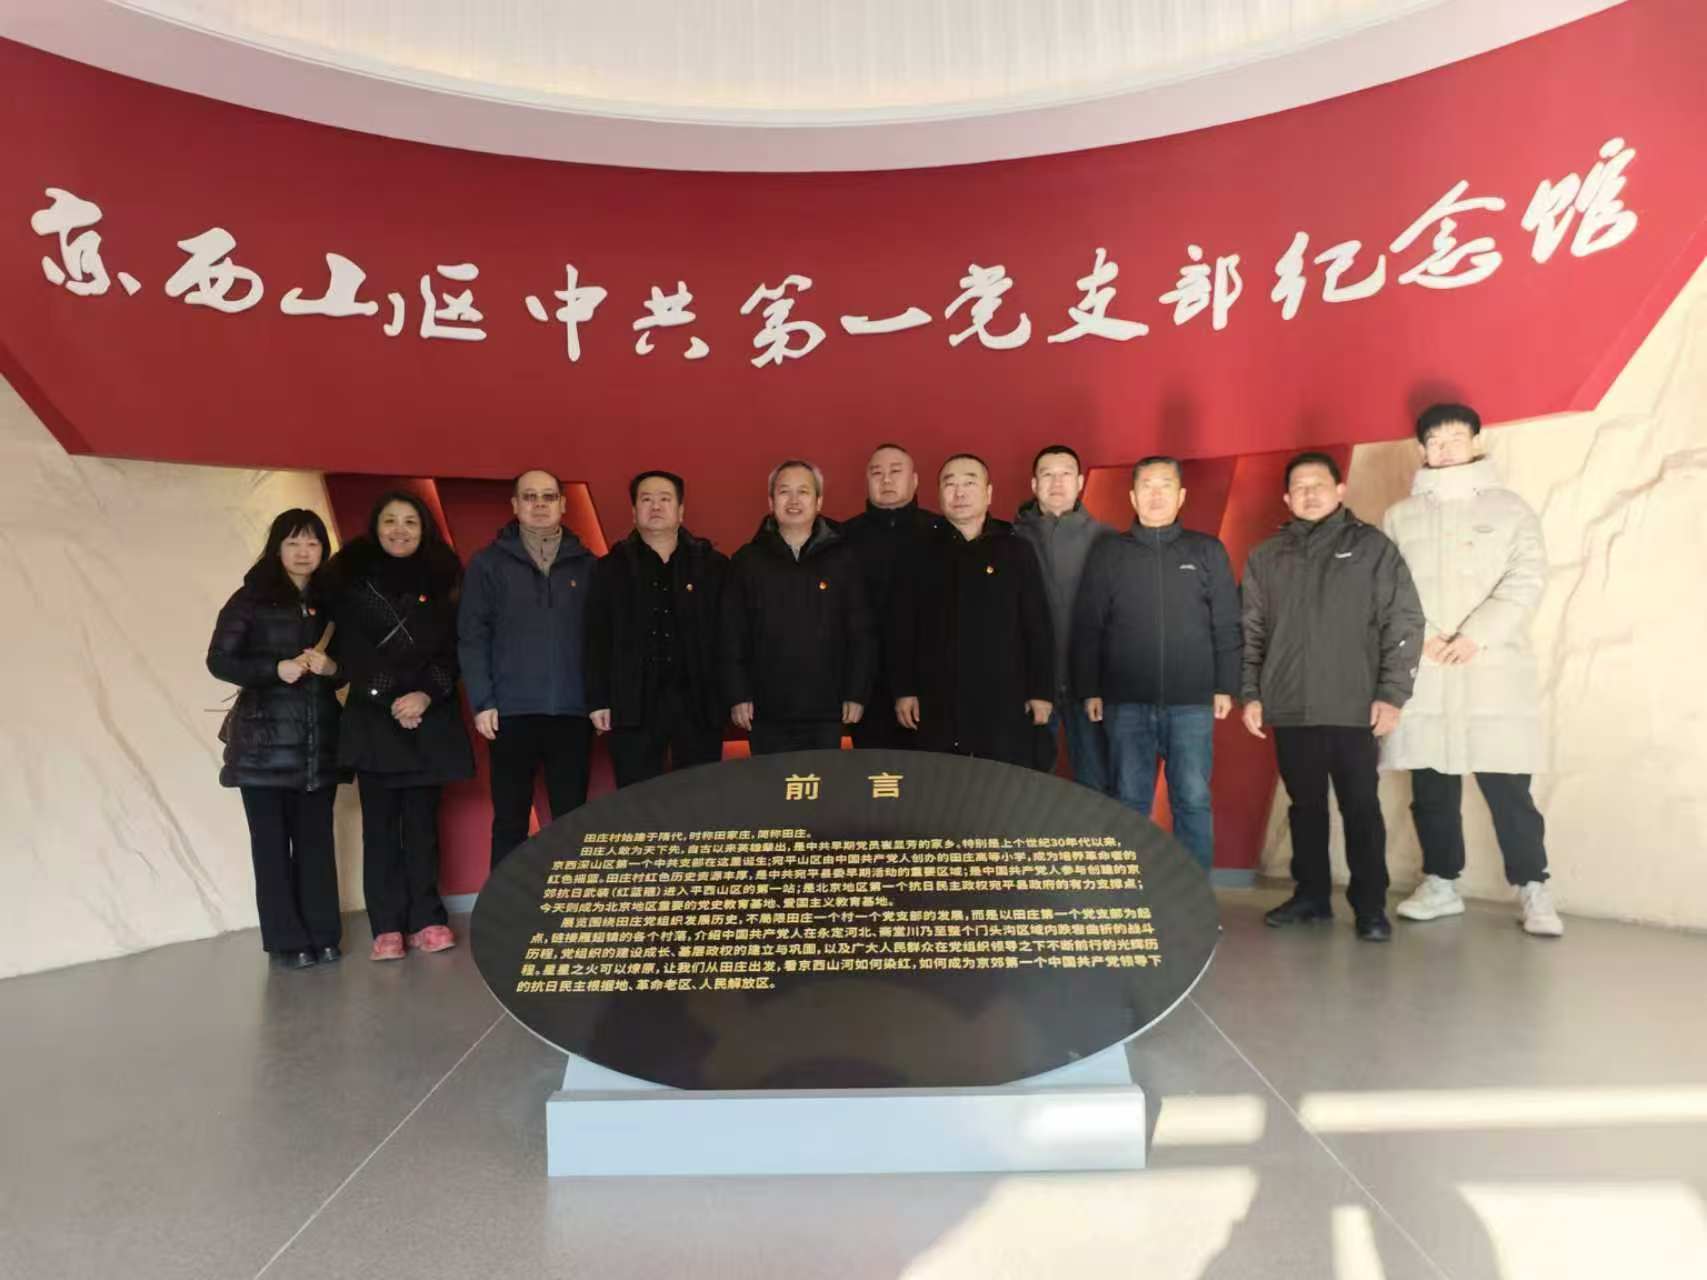 京西山区中共第一党支部纪念馆
前 言
田庄村始建于隋代，时称田家庄，简称田庄。
田庄人敢为天下先，自古以来英雄辈出，是中共早期党员崔显芳的家乡。特别是上个世纪30年代以来，
京西深山区第一个中共支部在这里诞生；宛平山区由中国共产党人创办的田庄高等小学，成为培养革命者的
红色摇篮。田庄村红色历史资源丰厚，是中共宛平县委早期活动的重要区域；是中国共产党人参与创建的京
郊抗日武装（红蓝箍）进入平西山区的第一站；是北京地区第一个抗日民主政权宛平县政府的有力支撑点；
今天则成为北京地区重要的党史教育基地、爱国主义教育基地。
展览围绕田庄党组织发展历史，不局限田庄一个村一个党支部的发展，而是以田庄第一个党支部为起
点，链接雁翅镇的各个村落，介绍中国共产党人在永定河北、斋堂川乃至整个门头沟区域内跌宕曲折的战斗
历程，党组织的建设成长、基层政权的建立与巩固，以及广大人民群众在党组织领导之下不断前行的光辉历
程。星星之火可以燎原，让我们从田庄出发，看京西山河如何染红，如何成为京郊第一个中国共产党领导下
的抗日民主根据地、革命老区、人民解放区。